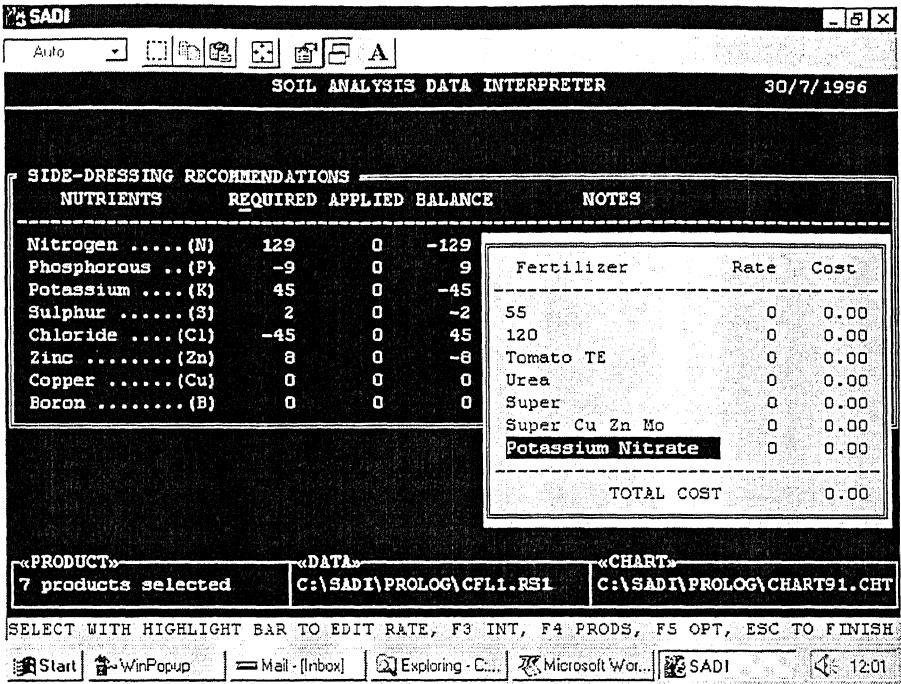 SADI
Auto
A
SOIL ANALYSIS DATA INTERPRETER 30/7/1996
SIDE-DRESSING RECOMMENDATIONS
NUTRIENTS REQUIRED APPLIED BALANCE NOTES
Nitrogen .....(N) 129 0 -129
Phosphorous ..(P) -9 0 9
Potassium ....(K) 45 0 -45
Sulphur ......(S) 2 0 -2
Chloride ....(Cl) -45 0 45
Zinc ........(Zn) 8 0 -8
Copper ......(Cu) 0 0 0
Boron ........(B) 0 0 0
Fertilizer Rate Cost
55 0 0.00
120 0 0.00
Tomato TE 0 0.00
Urea 0 0.00
Super 0 0.00
Super Cu Zn Mo 0 0.00
Potassium Nitrate 0 0.00
TOTAL COST 0.00
«PRODUCT» «DATA» «CHART»
7 products selected C:\SADI\PROLOG\CFL1.RS1 C:\SADI\PROLOG\CHART91.CHT
SELECT WITH HIGHLIGHT BAR TO EDIT RATE, F3 INT, F4 PRODS, F5 OPT, ESC TO FINISH
Start WinPopup Mail - [Inbox] Exploring - C:... Microsoft Wor... SADI 12:01